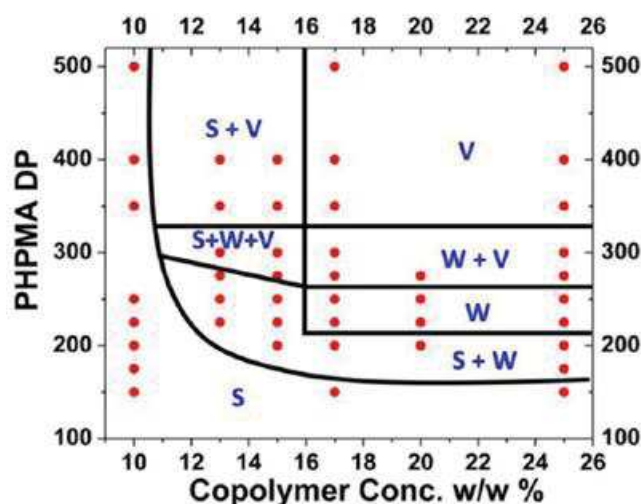 10 12 14 16 18 20 22 24 26
500 500
S + V
V
400 400
PHPMA DP
300 S+W+V 300
W + V
W
200 200
S + W
S
100 100
10 12 14 16 18 20 22 24 26
Copolymer Conc. w/w %